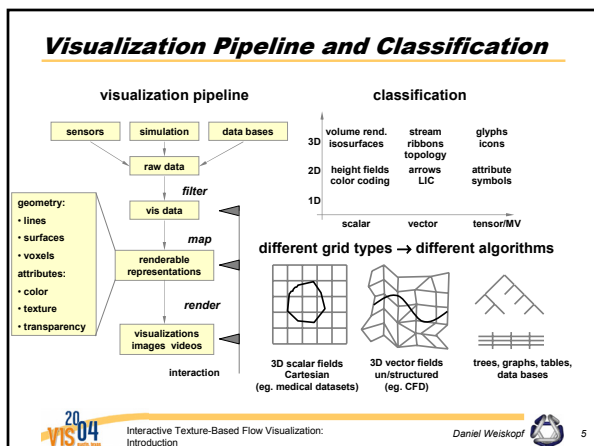 Visualization Pipeline and Classification
visualization pipeline
sensors
simulation
data bases
raw data
filter
vis data
map
renderable
representations
render
visualizations
images videos
interaction
geometry:
• lines
• surfaces
• voxels
attributes:
• color
• texture
• transparency
classification
3D
volume rend.
isosurfaces
stream
ribbons
topology
glyphs
icons
2D
height fields
color coding
arrows
LIC
attribute
symbols
1D
scalar
vector
tensor/MV
different grid types → different algorithms
3D scalar fields
Cartesian
(eg. medical datasets)
3D vector fields
un/structured
(eg. CFD)
trees, graphs, tables,
data bases
20
VIS 04
Interactive Texture-Based Flow Visualization:
Introduction
Daniel Weiskopf
5